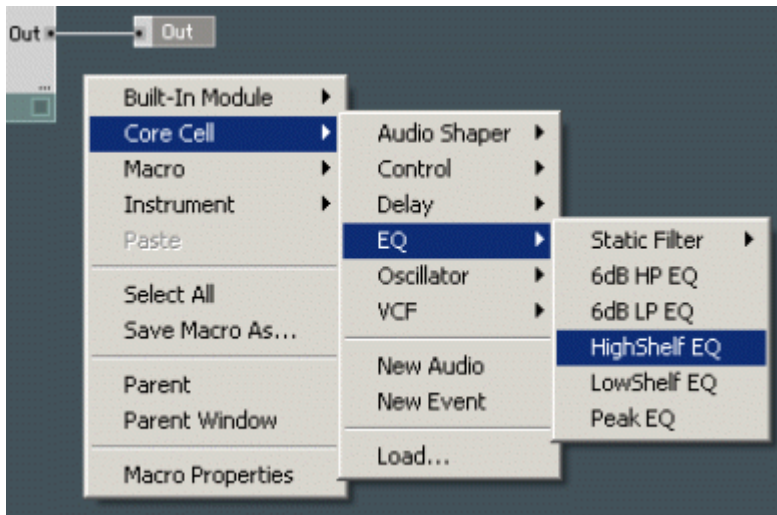 Out
Out
...
Built-In Module
Core Cell
Macro
Instrument
Paste
Select All
Save Macro As...
Parent
Parent Window
Macro Properties
Audio Shaper
Control
Delay
EQ
Oscillator
VCF
New Audio
New Event
Load...
Static Filter
6dB HP EQ
6dB LP EQ
HighShelf EQ
LowShelf EQ
Peak EQ